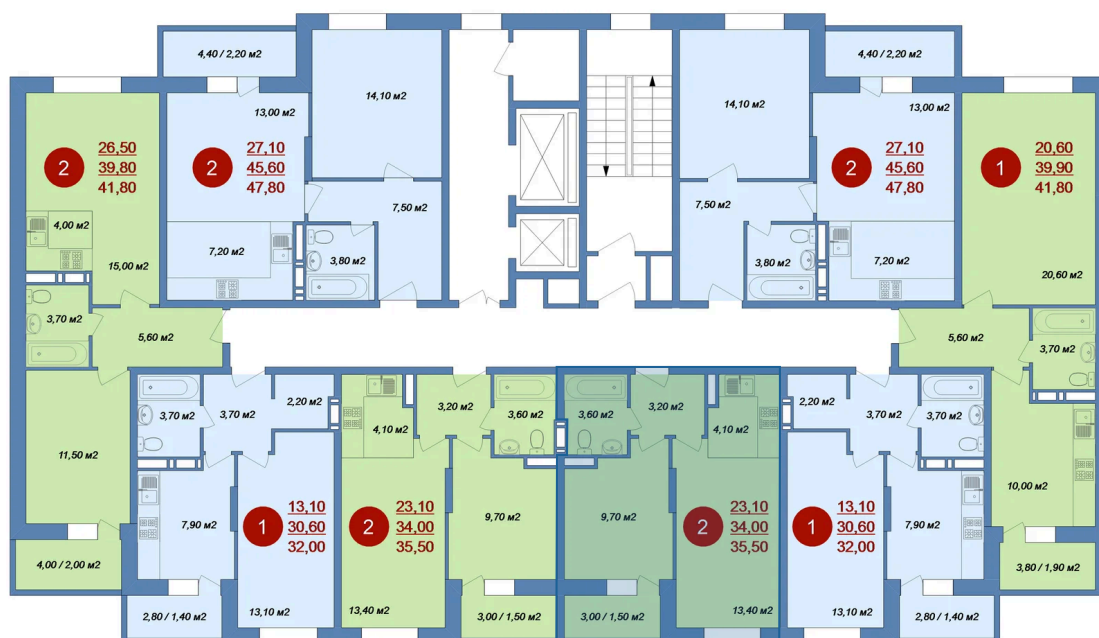 4,40 / 2,20 м2
14,10 м2
13,00 м2
2
26,50
39,80
41,80
2
27,10
45,60
47,80
4,00 м2
7,20 м2
15,00 м2
7,50 м2
3,80 м2
3,70 м2
5,60 м2
11,50 м2
4,00 / 2,00 м2
14,10 м2
4,40 / 2,20 м2
13,00 м2
2
27,10
45,60
47,80
1
20,60
39,90
41,80
7,50 м2
3,80 м2
7,20 м2
20,60 м2
5,60 м2
3,70 м2
10,00 м2
3,80 / 1,90 м2
3,70 м2
3,70 м2
2,20 м2
7,90 м2
1
13,10
30,60
32,00
13,10 м2
2,80 / 1,40 м2
4,10 м2
3,20 м2
3,60 м2
2
23,10
34,00
35,50
9,70 м2
13,40 м2
3,00 / 1,50 м2
3,60 м2
3,20 м2
4,10 м2
9,70 м2
2
23,10
34,00
35,50
3,00 / 1,50 м2
13,40 м2
2,20 м2
3,70 м2
3,70 м2
1
13,10
30,60
32,00
7,90 м2
13,10 м2
2,80 / 1,40 м2